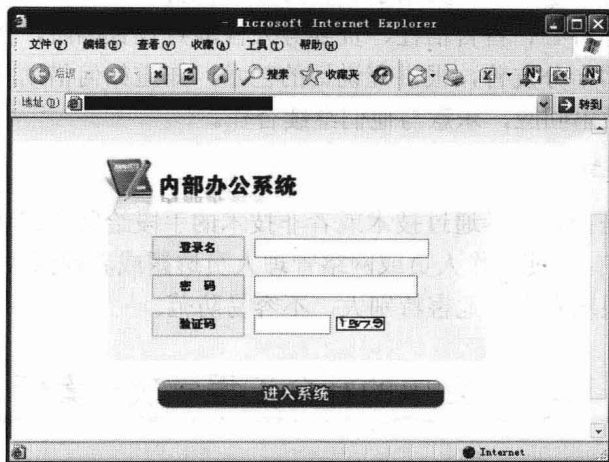 - Microsoft Internet Explorer
文件(F) 编辑(E) 查看(V) 收藏(A) 工具(T) 帮助(H)
后退 搜索 收藏夹
地址(D) 转到
内部办公系统
登录名
密 码
验证码
进入系统
Internet